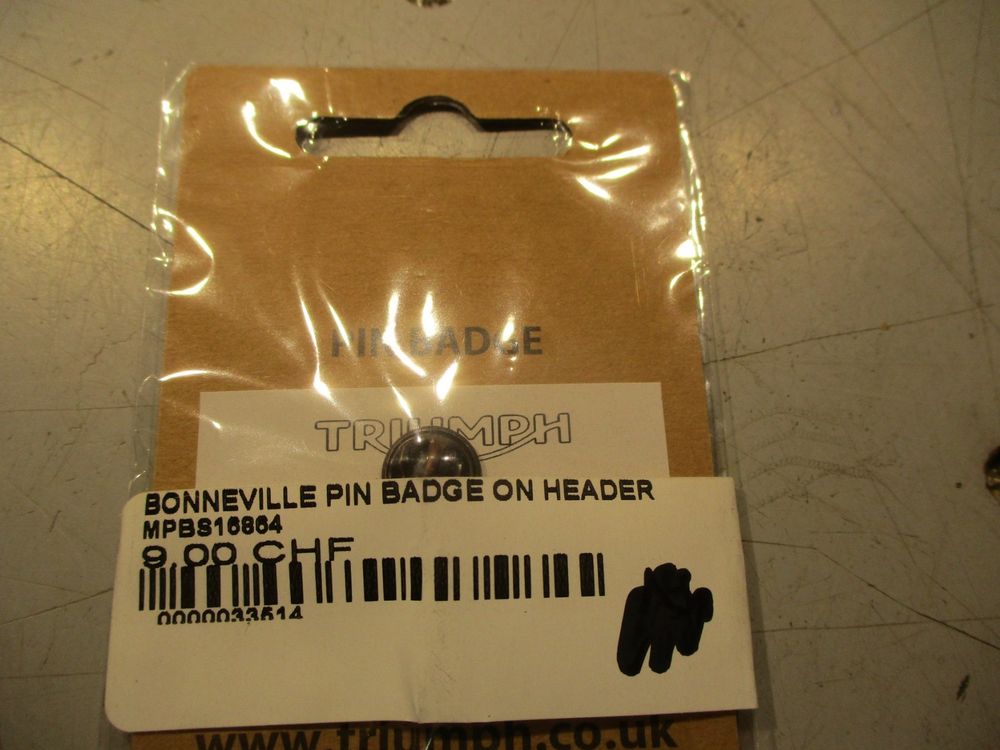 PIN BADGE
TRIUMPH
BONNEVILLE PIN BADGE ON HEADER
MPBS16864
9.00 CHF
0000033514
www.triumph.co.uk